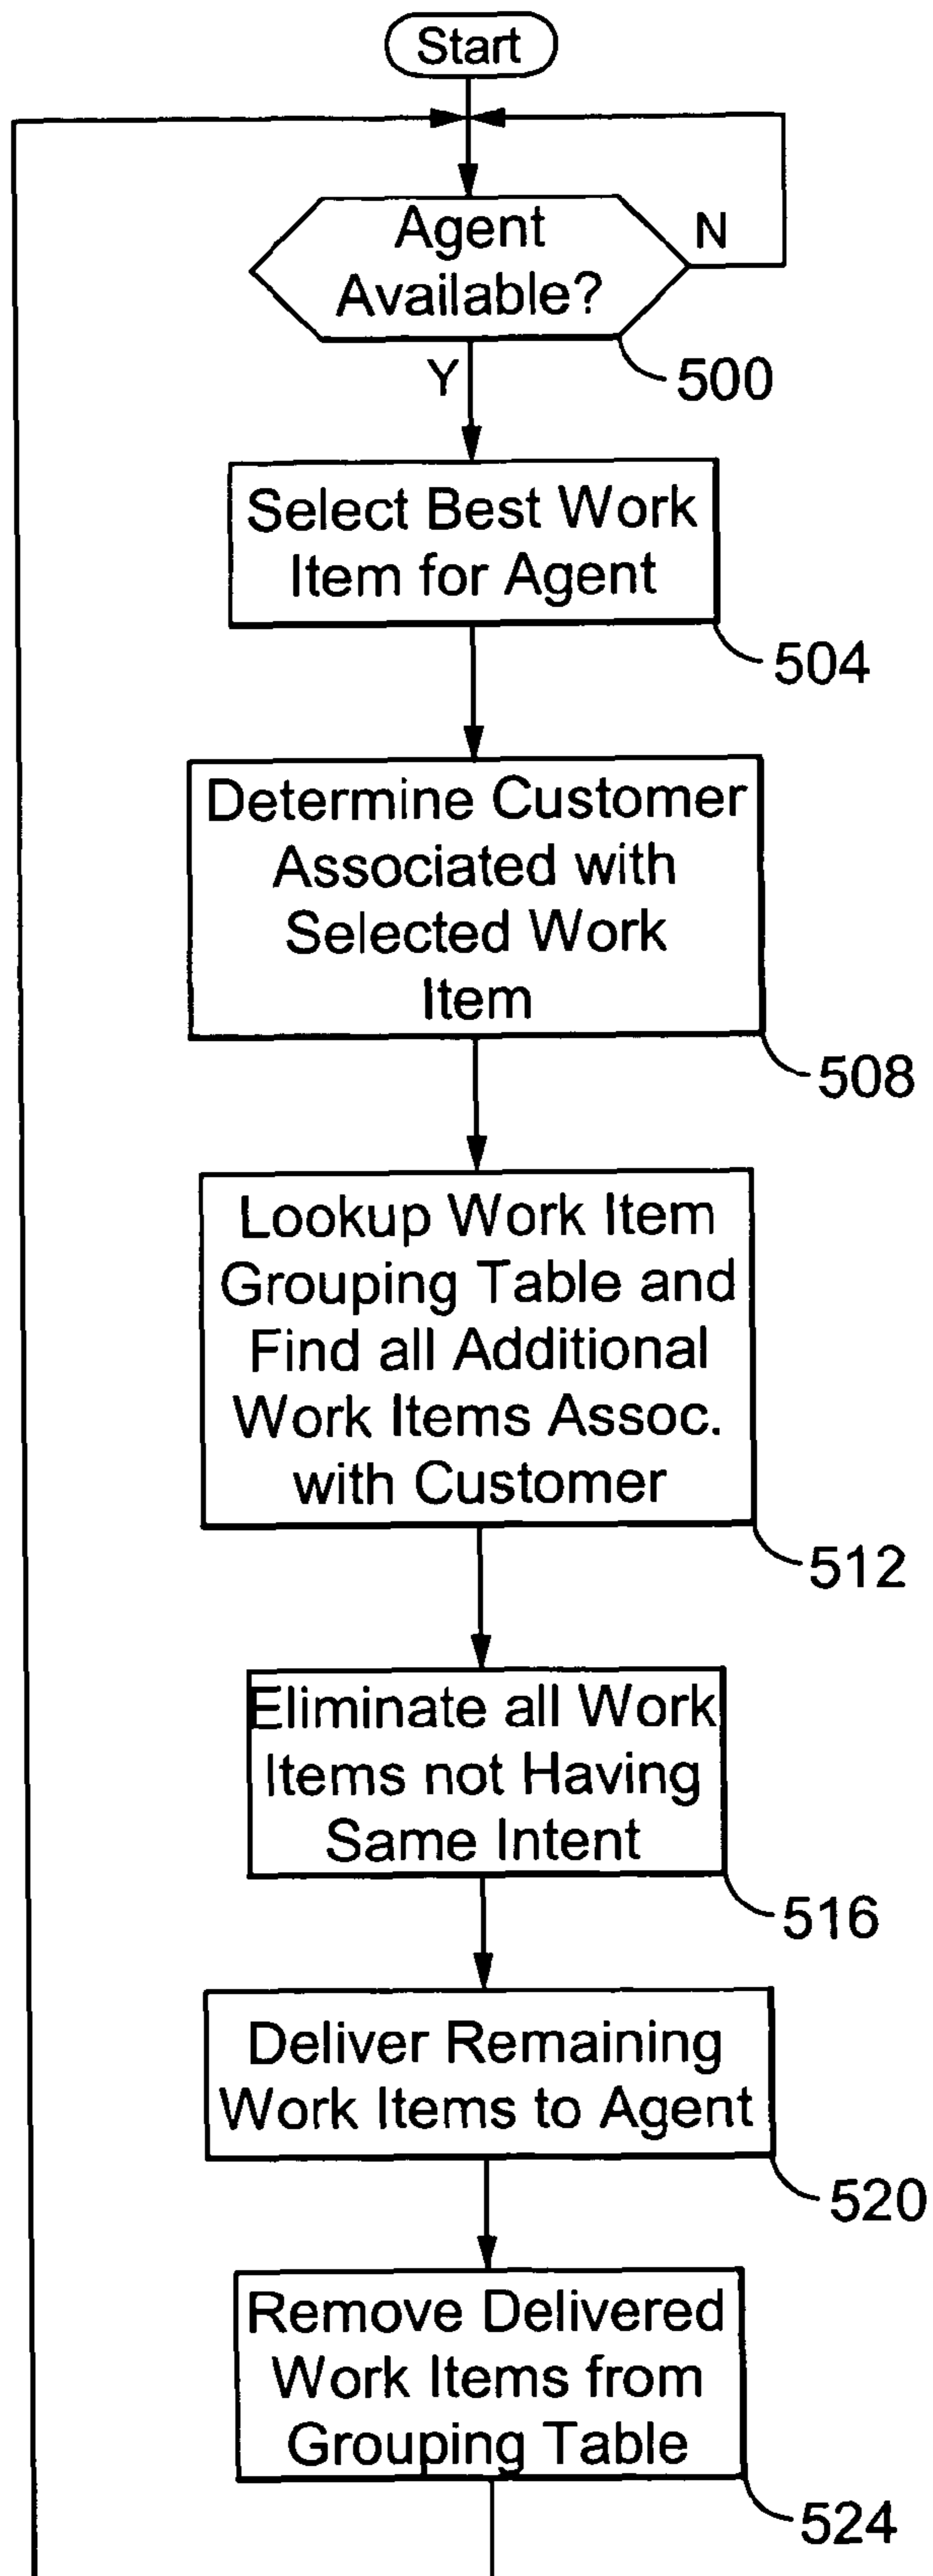 Start
Agent
Available?
N
Y
500
Select Best Work
Item for Agent
504
Determine Customer
Associated with
Selected Work
Item
508
Lookup Work Item
Grouping Table and
Find all Additional
Work Items Assoc.
with Customer
512
Eliminate all Work
Items not Having
Same Intent
516
Deliver Remaining
Work Items to Agent
520
Remove Delivered
Work Items from
Grouping Table
524